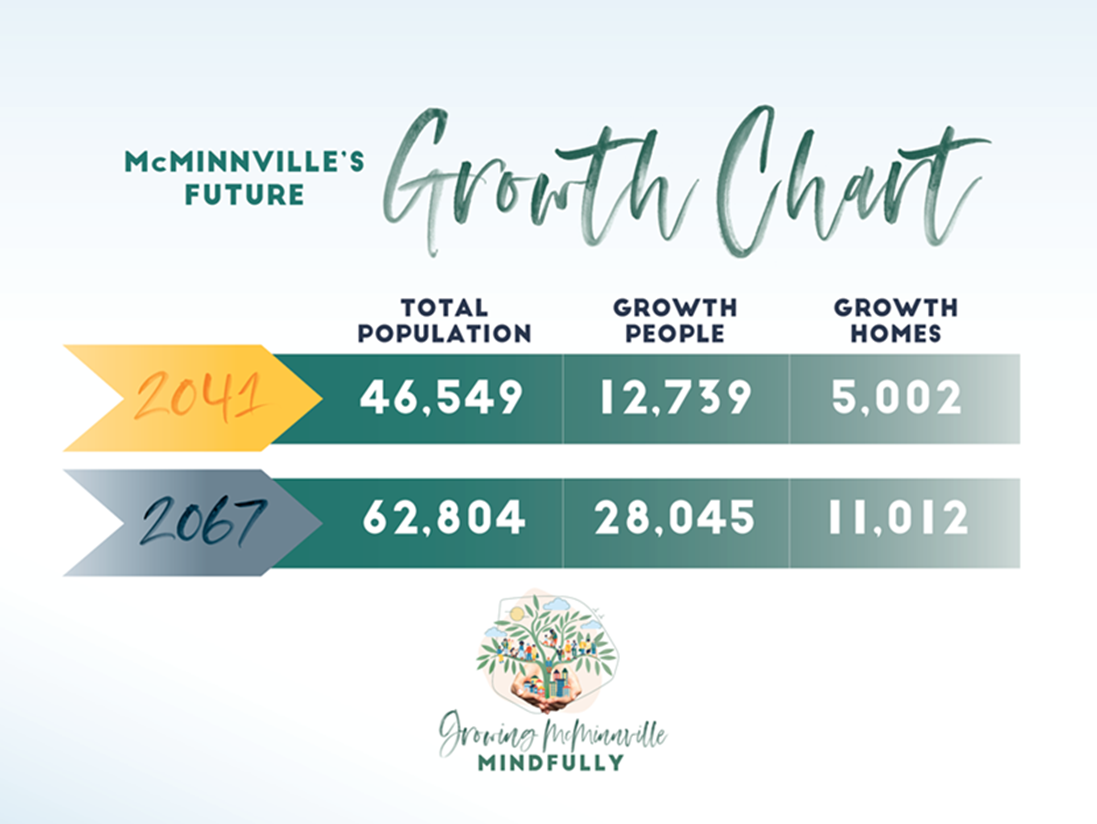 McMINNVILLE'S
FUTURE
Growth Chart
TOTAL
POPULATION
GROWTH
PEOPLE
GROWTH
HOMES
2041 46,549 12,739 5,002
2067 62,804 28,045 11,012
Growing McMinnville
MINDFULLY